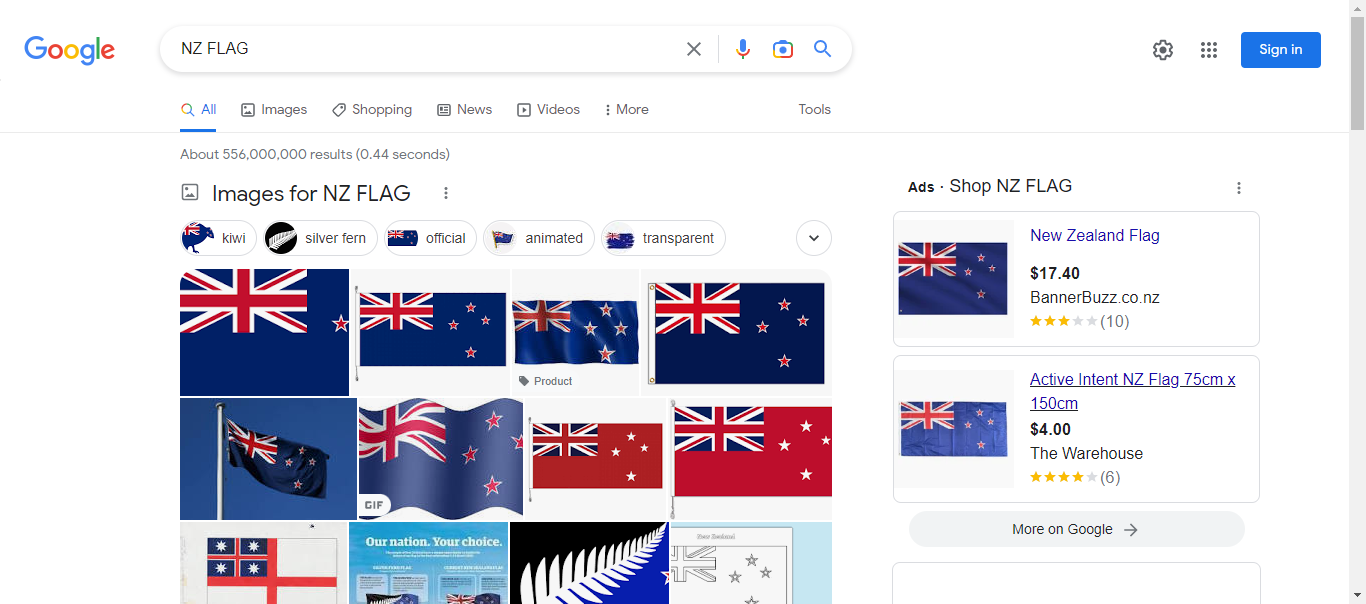 Google
NZ FLAG
Sign in
All
Images
Shopping
News
Videos
More
Tools
About 556,000,000 results (0.44 seconds)
Images for NZ FLAG
kiwi
silver fern
official
animated
transparent
Product
GIF
Our nation. Your choice.
New Zealand
Ads · Shop NZ FLAG
New Zealand Flag
$17.40
BannerBuzz.co.nz
(10)
Active Intent NZ Flag 75cm x
150cm
$4.00
The Warehouse
(6)
More on Google